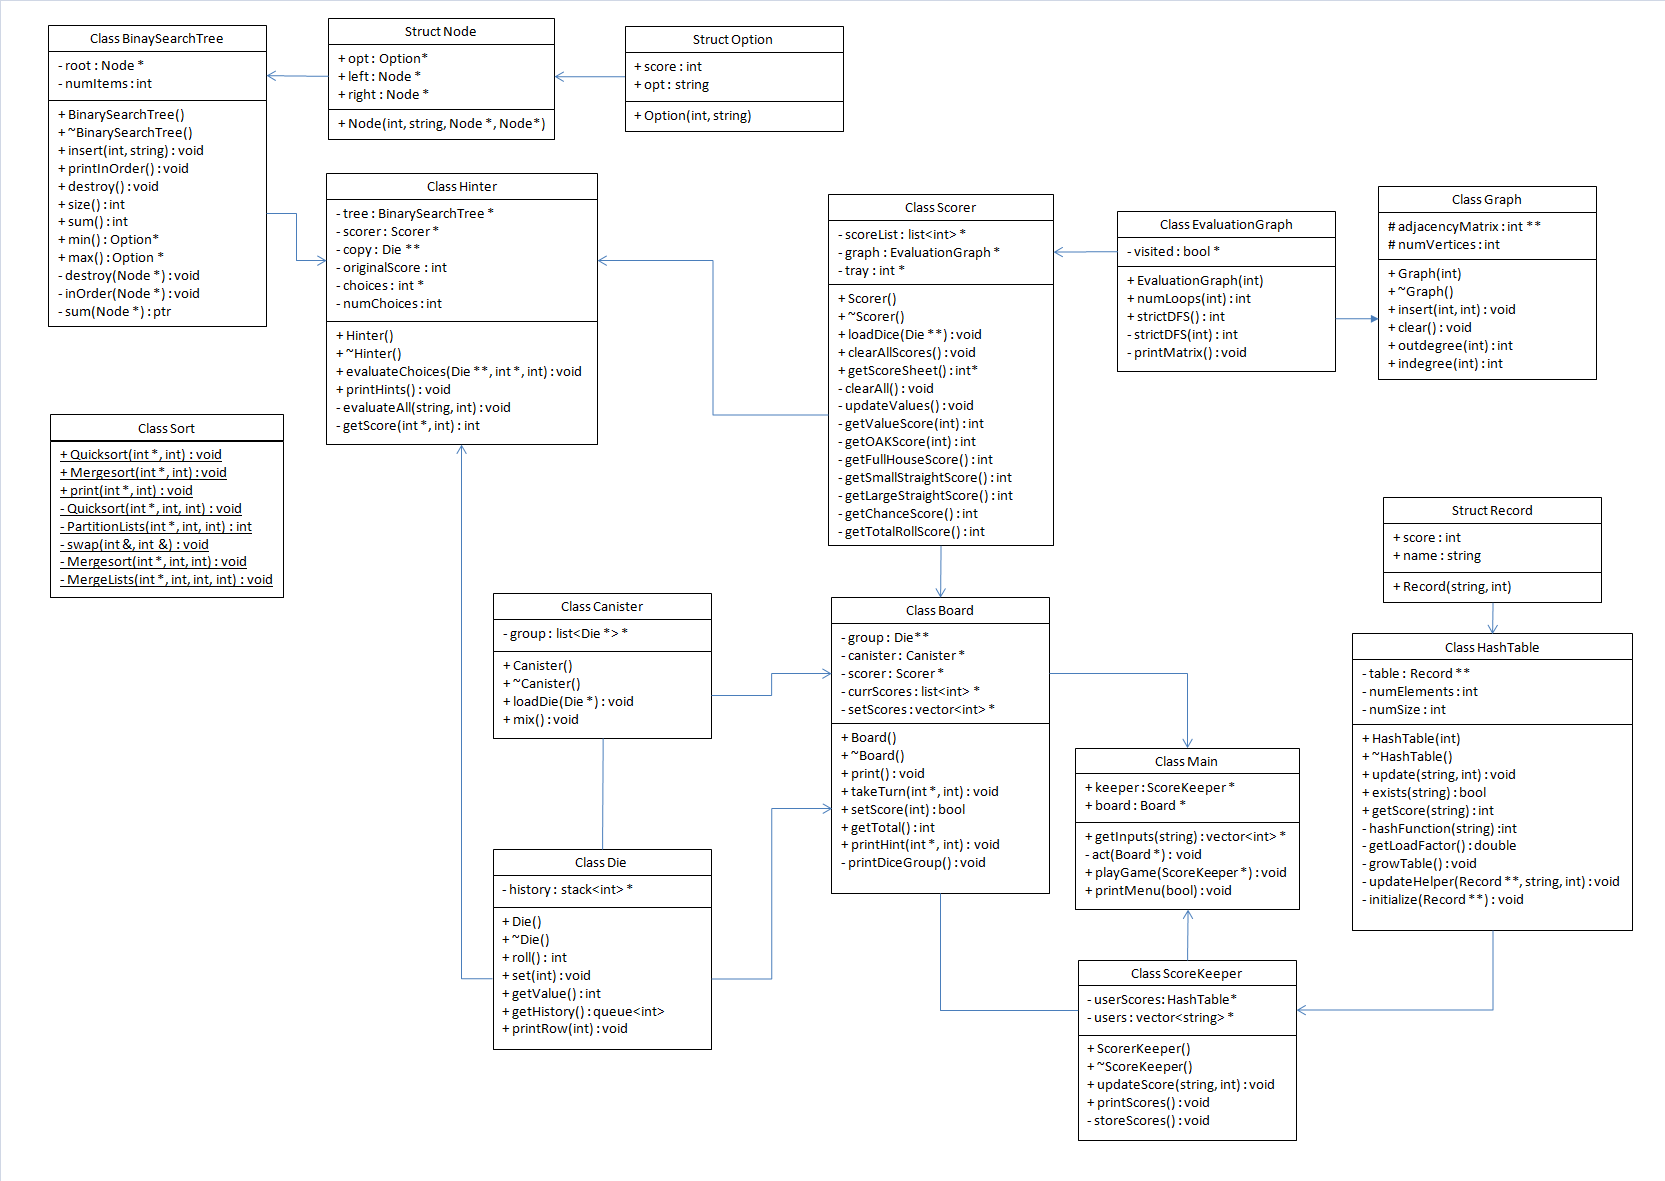 Class BinaySearchTree
- root : Node *
- numItems : int
+ BinarySearchTree()
+ ~BinarySearchTree()
+ insert(int, string) : void
+ printInOrder() : void
+ destroy() : void
+ size() : int
+ sum() : int
+ min() : Option*
+ max() : Option *
- destroy(Node *) : void
- inOrder(Node *) : void
- sum(Node *) : ptr
Struct Node
+ opt : Option*
+ left : Node *
+ right : Node *
+ Node(int, string, Node *, Node*)
Struct Option
+ score : int
+ opt : string
+ Option(int, string)
Class Hinter
- tree : BinarySearchTree *
- scorer : Scorer *
- copy : Die **
- originalScore : int
- choices : int *
- numChoices : int
+ Hinter()
+ ~Hinter()
+ evaluateChoices(Die **, int *, int) : void
+ printHints() : void
- evaluateAll(string, int) : void
- getScore(int *, int) : int
Class Scorer
- scoreList : list<int> *
- graph : EvaluationGraph *
- tray : int *
+ Scorer()
+ ~Scorer()
+ loadDice(Die **) : void
+ clearAllScores() : void
+ getScoreSheet() : int*
- clearAll() : void
- updateValues() : void
- getValueScore(int) : int
- getOAKScore(int) : int
- getFullHouseScore() : int
- getSmallStraightScore() : int
- getLargeStraightScore() : int
- getChanceScore() : int
- getTotalRollScore() : int
Class EvaluationGraph
- visited : bool *
+ EvaluationGraph(int)
+ numLoops(int) : int
+ strictDFS() : int
- strictDFS(int) : int
- printMatrix() : void
Class Graph
# adjacencyMatrix : int **
# numVertices : int
+ Graph(int)
+ ~Graph()
+ insert(int, int) : void
+ clear() : void
+ outdegree(int) : int
+ indegree(int) : int
Class Sort
+ Quicksort(int *, int) : void
+ Mergesort(int *, int) : void
+ print(int *, int) : void
- Quicksort(int *, int, int) : void
- PartitionLists(int *, int, int) : int
- swap(int &, int &) : void
- Mergesort(int *, int, int) : void
- MergeLists(int *, int, int, int) : void
Struct Record
+ score : int
+ name : string
+ Record(string, int)
Class Canister
- group : list<Die *> *
+ Canister()
+ ~Canister()
+ loadDie(Die *) : void
+ mix() : void
Class Board
- group : Die**
- canister : Canister *
- scorer : Scorer *
- currScores : list<int> *
- setScores : vector<int> *
+ Board()
+ ~Board()
+ print() : void
+ takeTurn(int *, int) : void
+ setScore(int) : bool
+ getTotal() : int
+ printHint(int *, int) : void
- printDiceGroup() : void
Class HashTable
- table : Record **
- numElements : int
- numSize : int
+ HashTable(int)
+ ~HashTable()
+ update(string, int) : void
+ exists(string) : bool
+ getScore(string) : int
- hashFunction(string) :int
- getLoadFactor() : double
- growTable() : void
- updateHelper(Record **, string, int) : void
- initialize(Record **) : void
Class Main
+ keeper :ScoreKeeper *
+ board : Board *
+ getInputs(string) : vector<int> *
- act(Board *) : void
+ playGame(ScoreKeeper *) : void
+ printMenu(bool) : void
Class Die
- history : stack<int> *
+ Die()
+ ~Die()
+ roll() : int
+ set(int) : void
+ getValue() : int
+ getHistory() : queue<int>
+ printRow(int) : void
Class ScoreKeeper
- userScores: HashTable*
- users : vector<string> *
+ ScorerKeeper()
+ ~ScoreKeeper()
+ updateScore(string, int) : void
+ printScores() : void
- storeScores() : void